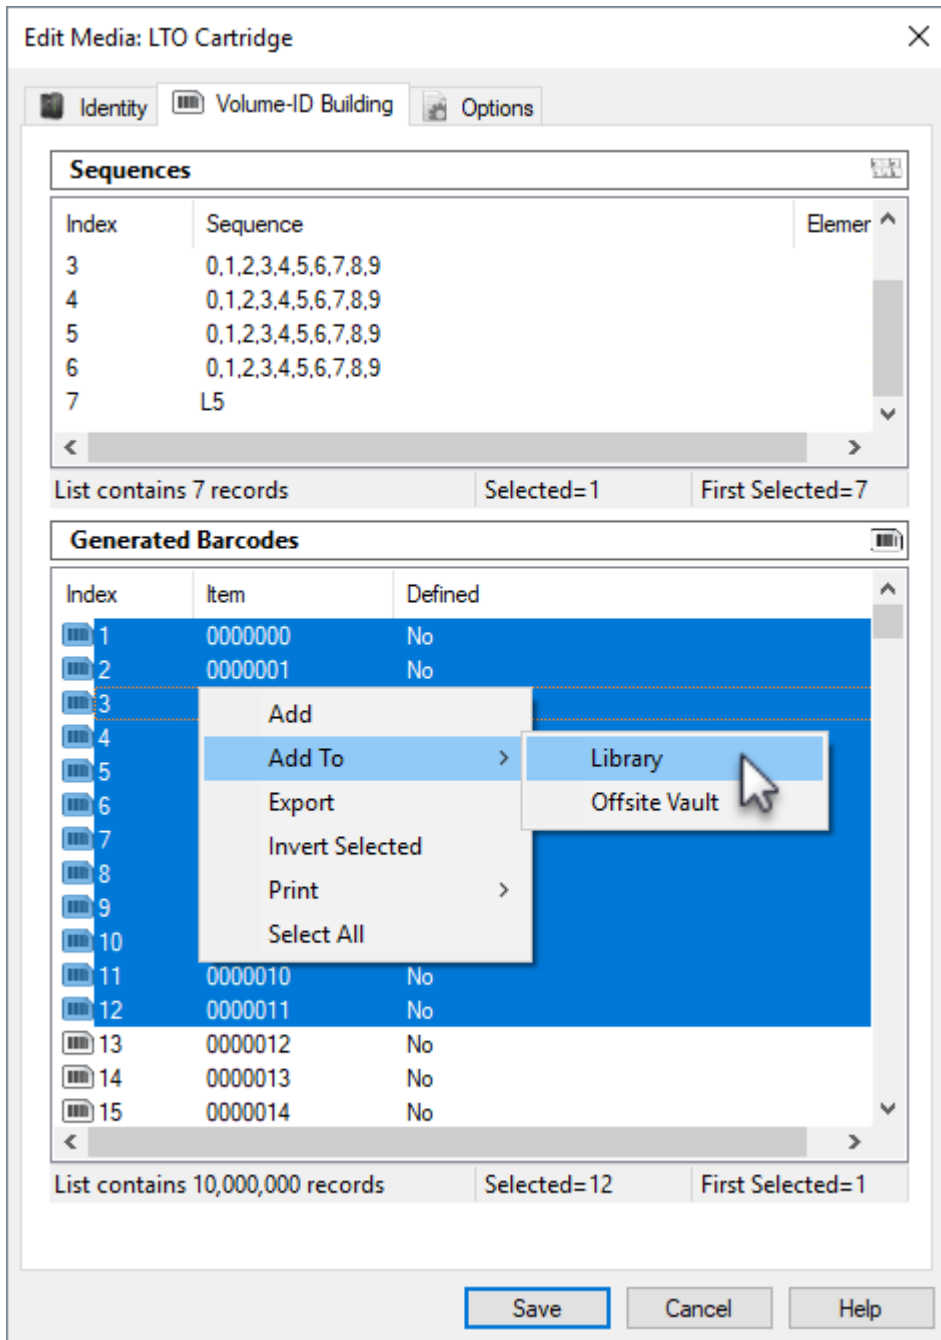 Edit Media: LTO Cartridge
Identity Volume-ID Building Options
Sequences
Index Sequence Elemer
3 0,1,2,3,4,5,6,7,8,9
4 0,1,2,3,4,5,6,7,8,9
5 0,1,2,3,4,5,6,7,8,9
6 0,1,2,3,4,5,6,7,8,9
7 L5
List contains 7 records Selected=1 First Selected=7
Generated Barcodes
Index Item Defined
1 0000000 No
2 0000001 No
3
4
5
6
7
8
9
10
11 0000010 No
12 0000011 No
13 0000012 No
14 0000013 No
15 0000014 No
Add
Add To
Export
Invert Selected
Print
Select All
Library
Offsite Vault
List contains 10,000,000 records Selected=12 First Selected=1
Save Cancel Help